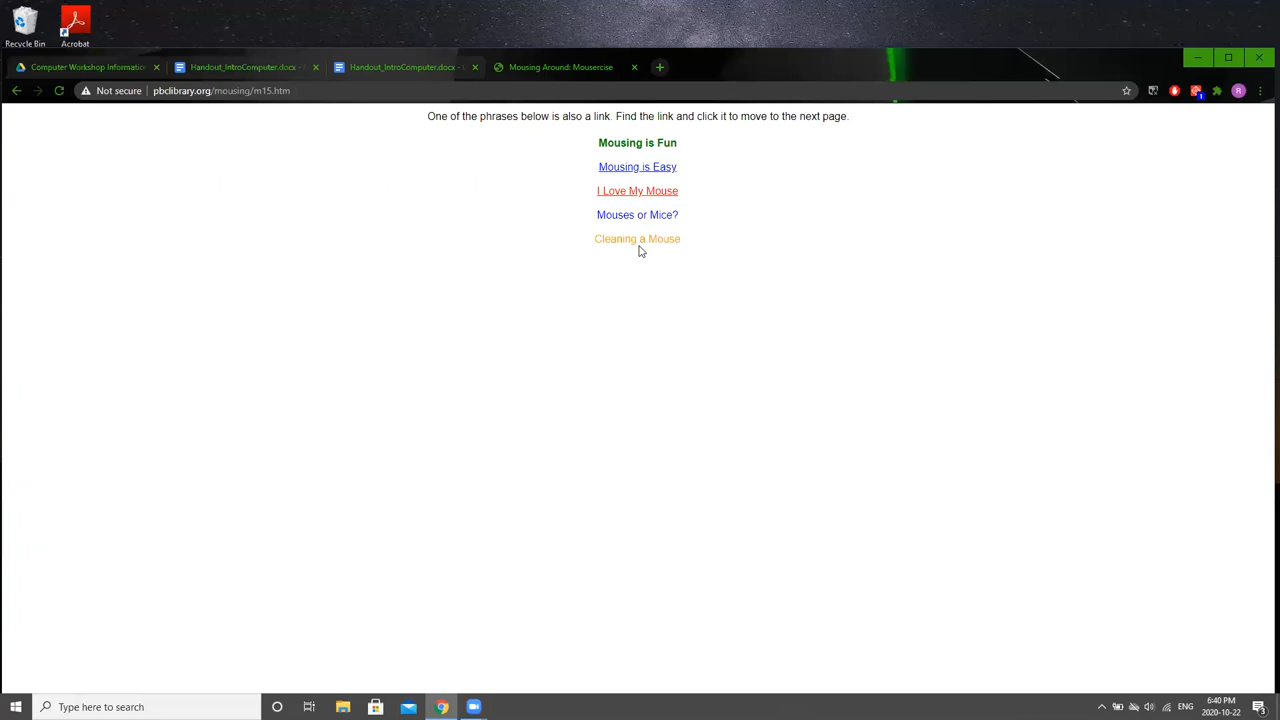 Recycle Bin
Acrobat
Computer Workshop Information
Handout_IntroComputer.docx -
Handout_IntroComputer.docx -
Mousing Around: Mousercise
Not secure
pbclibrary.org/mousing/m15.htm
R
1
One of the phrases below is also a link. Find the link and click it to move to the next page.
Mousing is Fun
Mousing is Easy
I Love My Mouse
Mouses or Mice?
Cleaning a Mouse
Type here to search
ENG
6:40 PM
2020-10-22
3